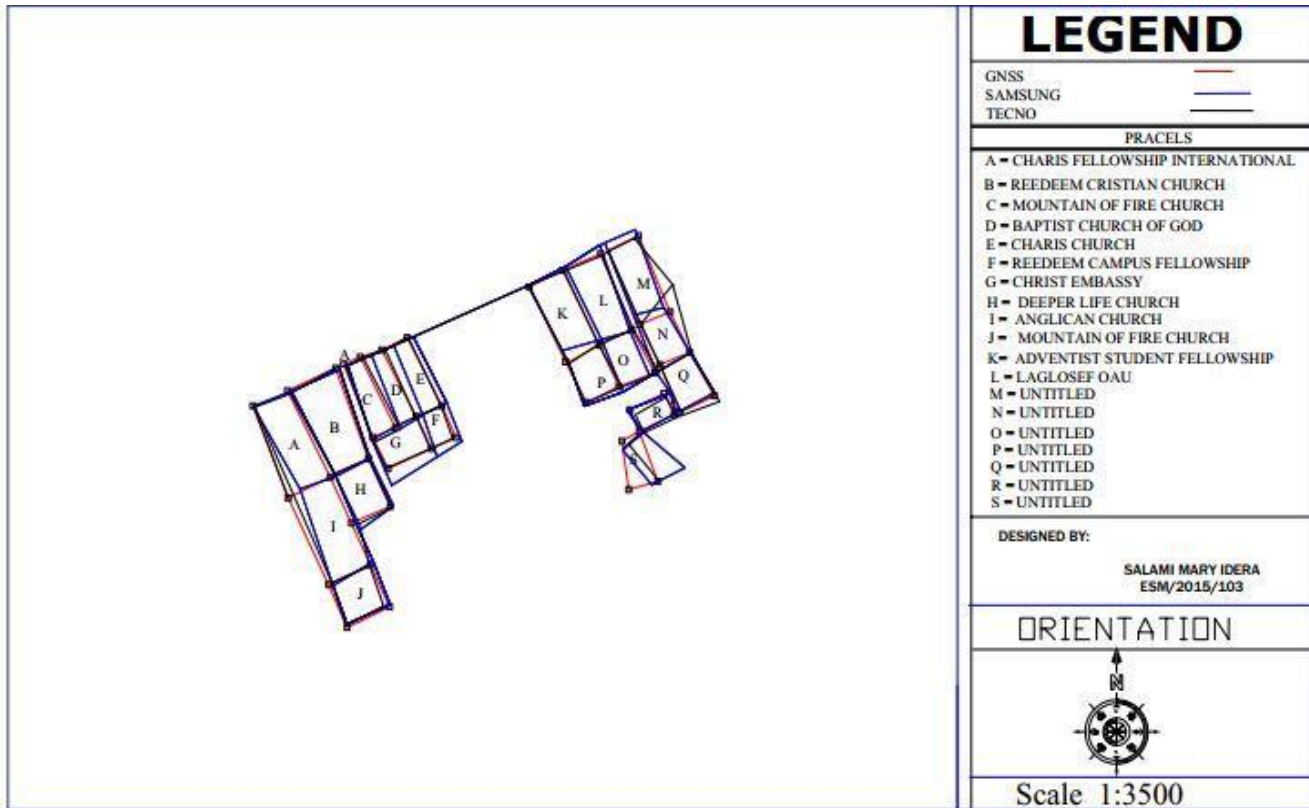 LEGEND
GNSS
SAMSUNG
TECNO
PRACELS
A = CHARIS FELLOWSHIP INTERNATIONAL
B = REEDEEM CRISTIAN CHURCH
C = MOUNTAIN OF FIRE CHURCH
D = BAPTIST CHURCH OF GOD
E = CHARIS CHURCH
F = REEDEEM CAMPUS FELLOWSHIP
G = CHRIST EMBASSY
H = DEEPER LIFE CHURCH
I = ANGLICAN CHURCH
J = MOUNTAIN OF FIRE CHURCH
K= ADVENTIST STUDENT FELLOWSHIP
L = LAGLOSEF OAU
M = UNTITLED
N = UNTITLED
O = UNTITLED
P = UNTITLED
Q = UNTITLED
R = UNTITLED
S = UNTITLED
DESIGNED BY:
SALAMI MARY IDERA
ESM/2015/103
ORIENTATION
N
Scale 1:3500
A
A
B
C
D
E
F
G
H
I
J
K
L
M
N
O
P
Q
R
S